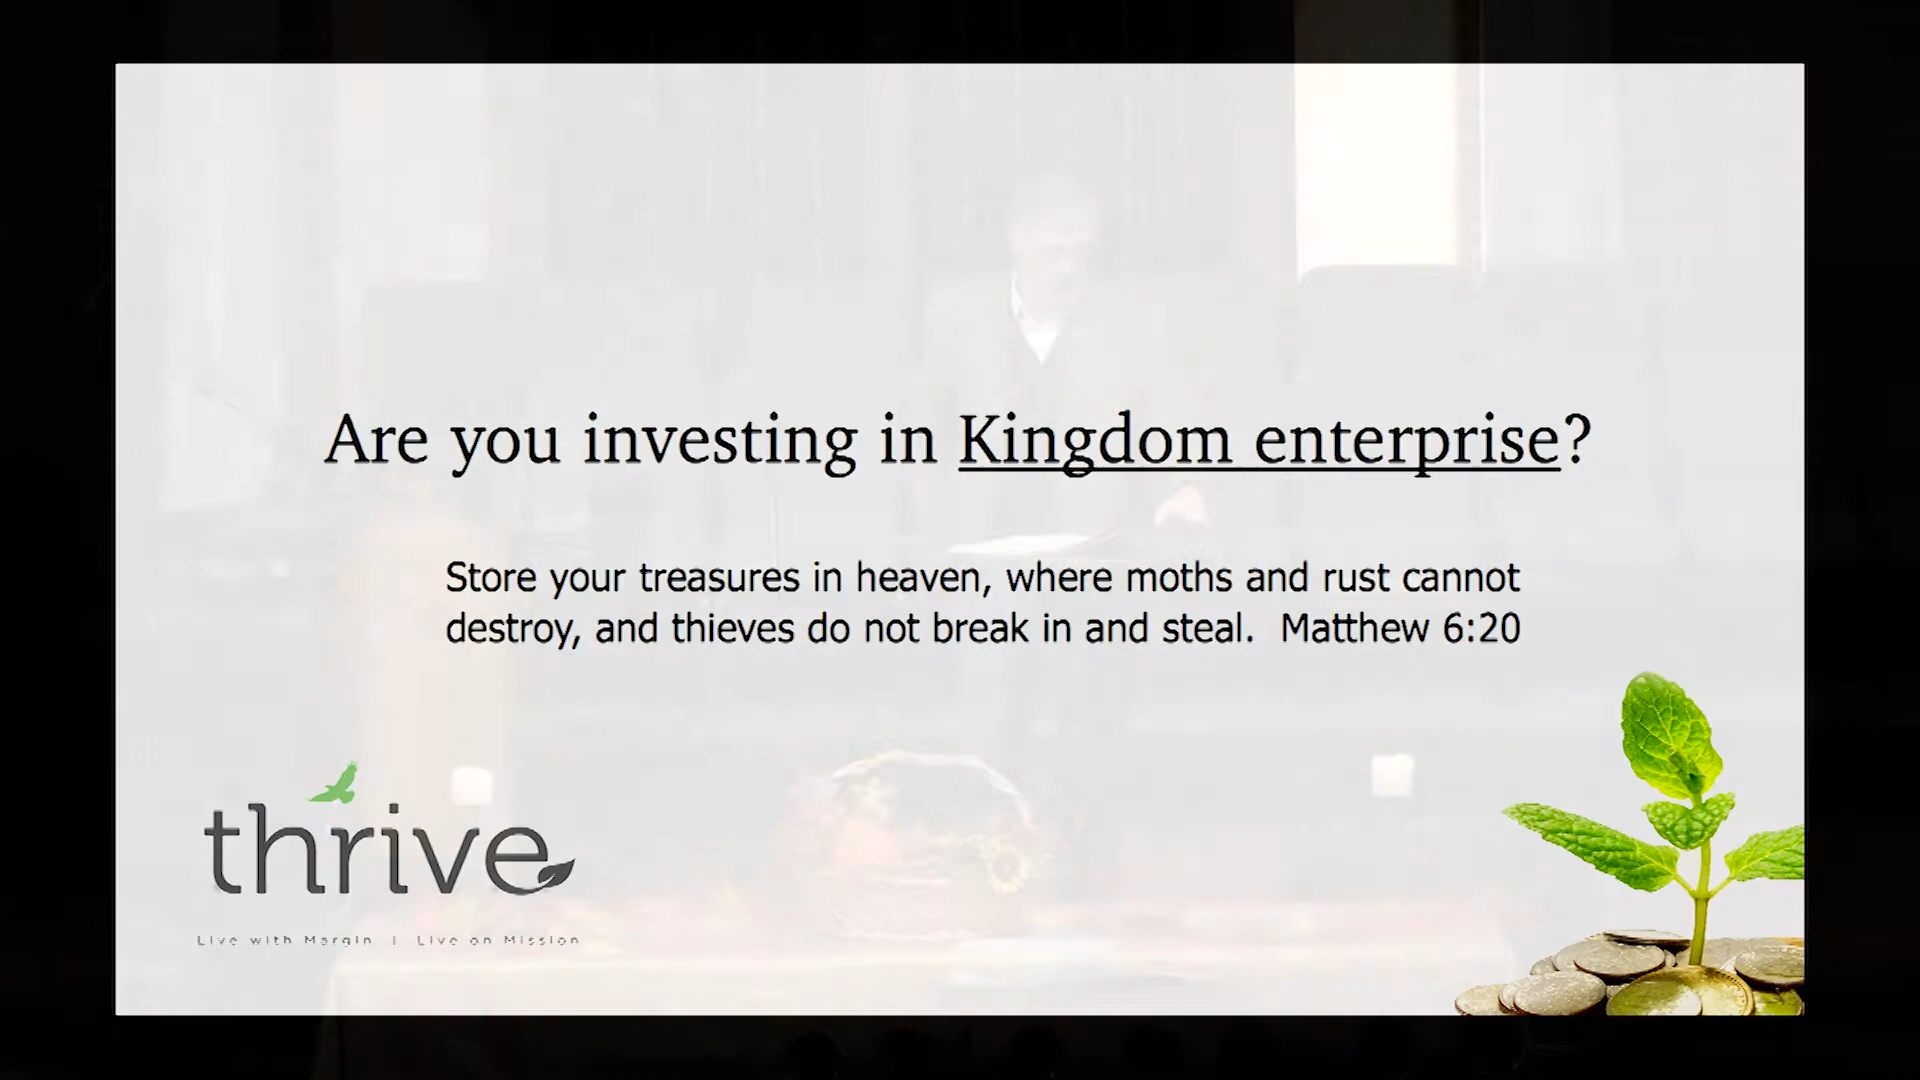 Are you investing in Kingdom enterprise?
Store your treasures in heaven, where moths and rust cannot
destroy, and thieves do not break in and steal.  Matthew 6:20
thrive
Live with Margin | Live on Mission